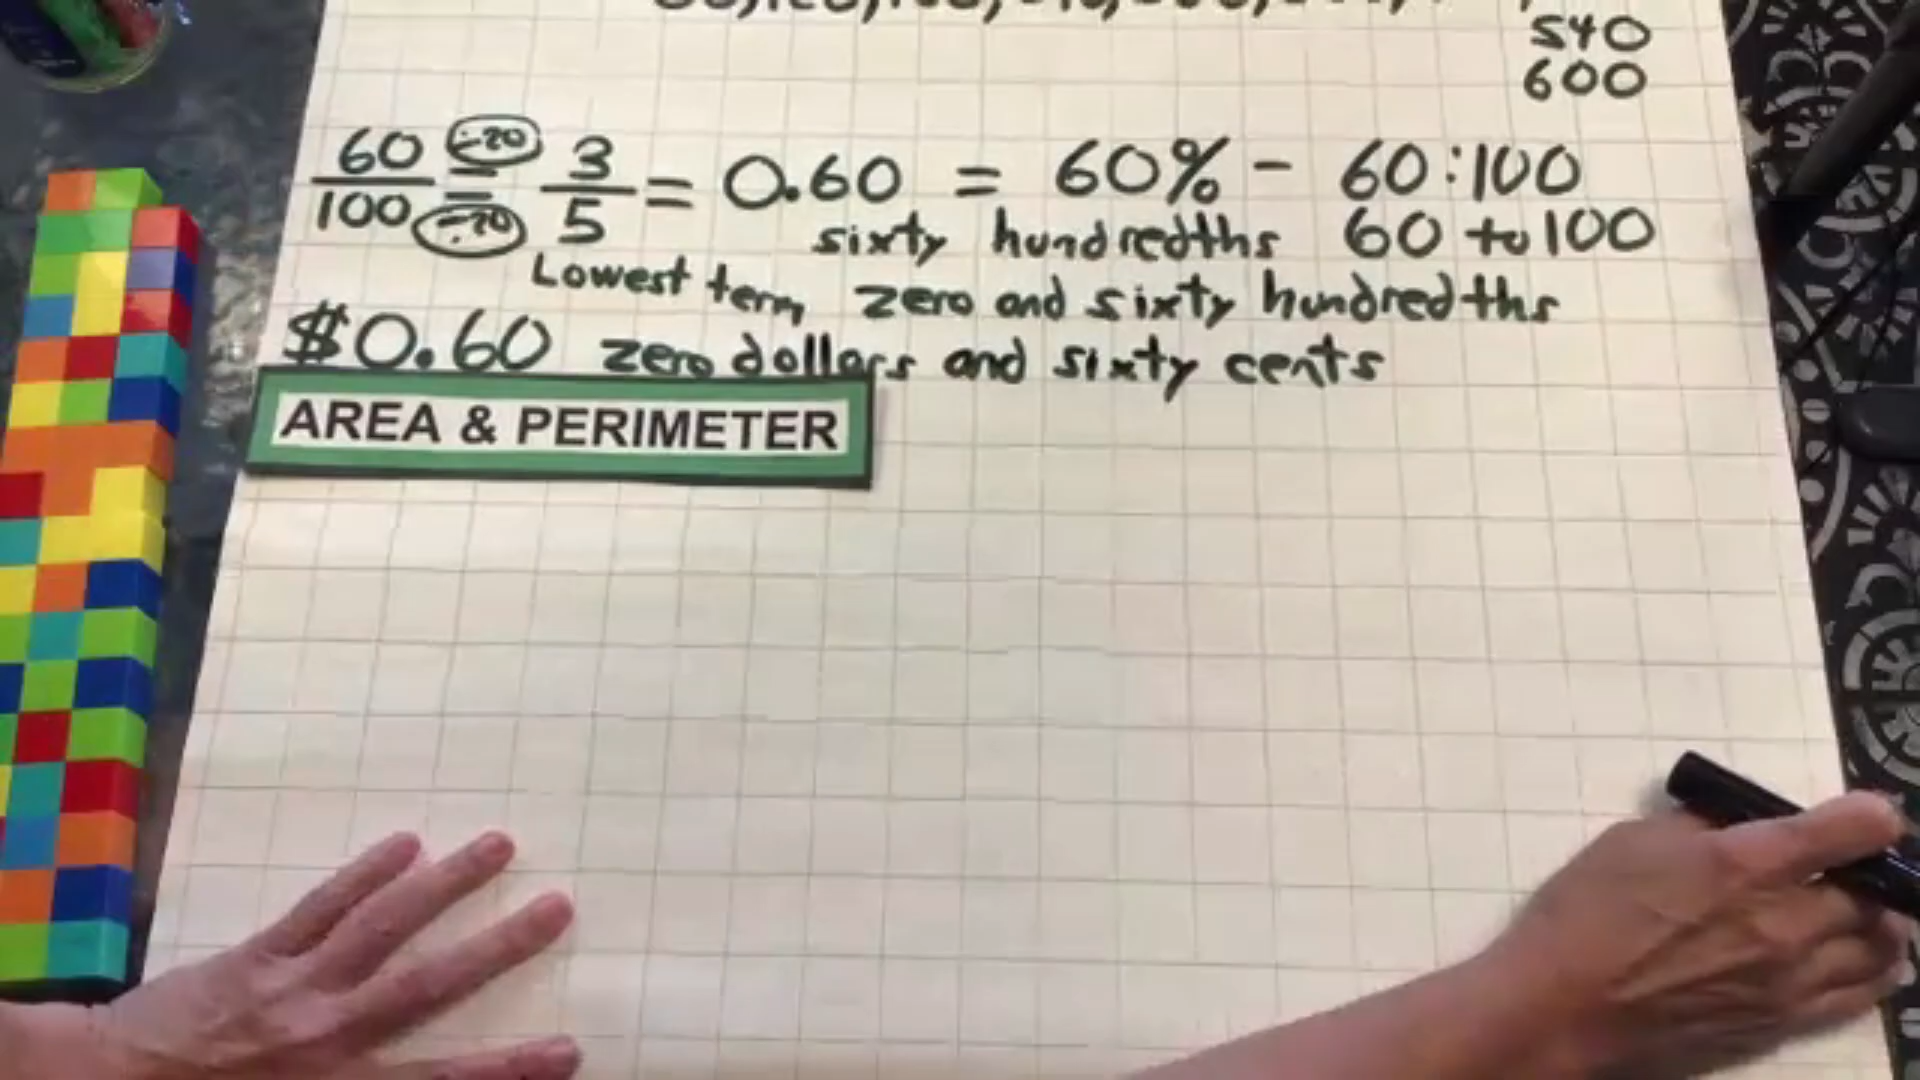 540
600
60/100 ÷20 = ÷20 3/5 = 0.60 = 60% - 60:100
sixty hundredths 60 to 100
Lowest term, zero and sixty hundredths
$0.60 zero dollars and sixty cents
AREA & PERIMETER